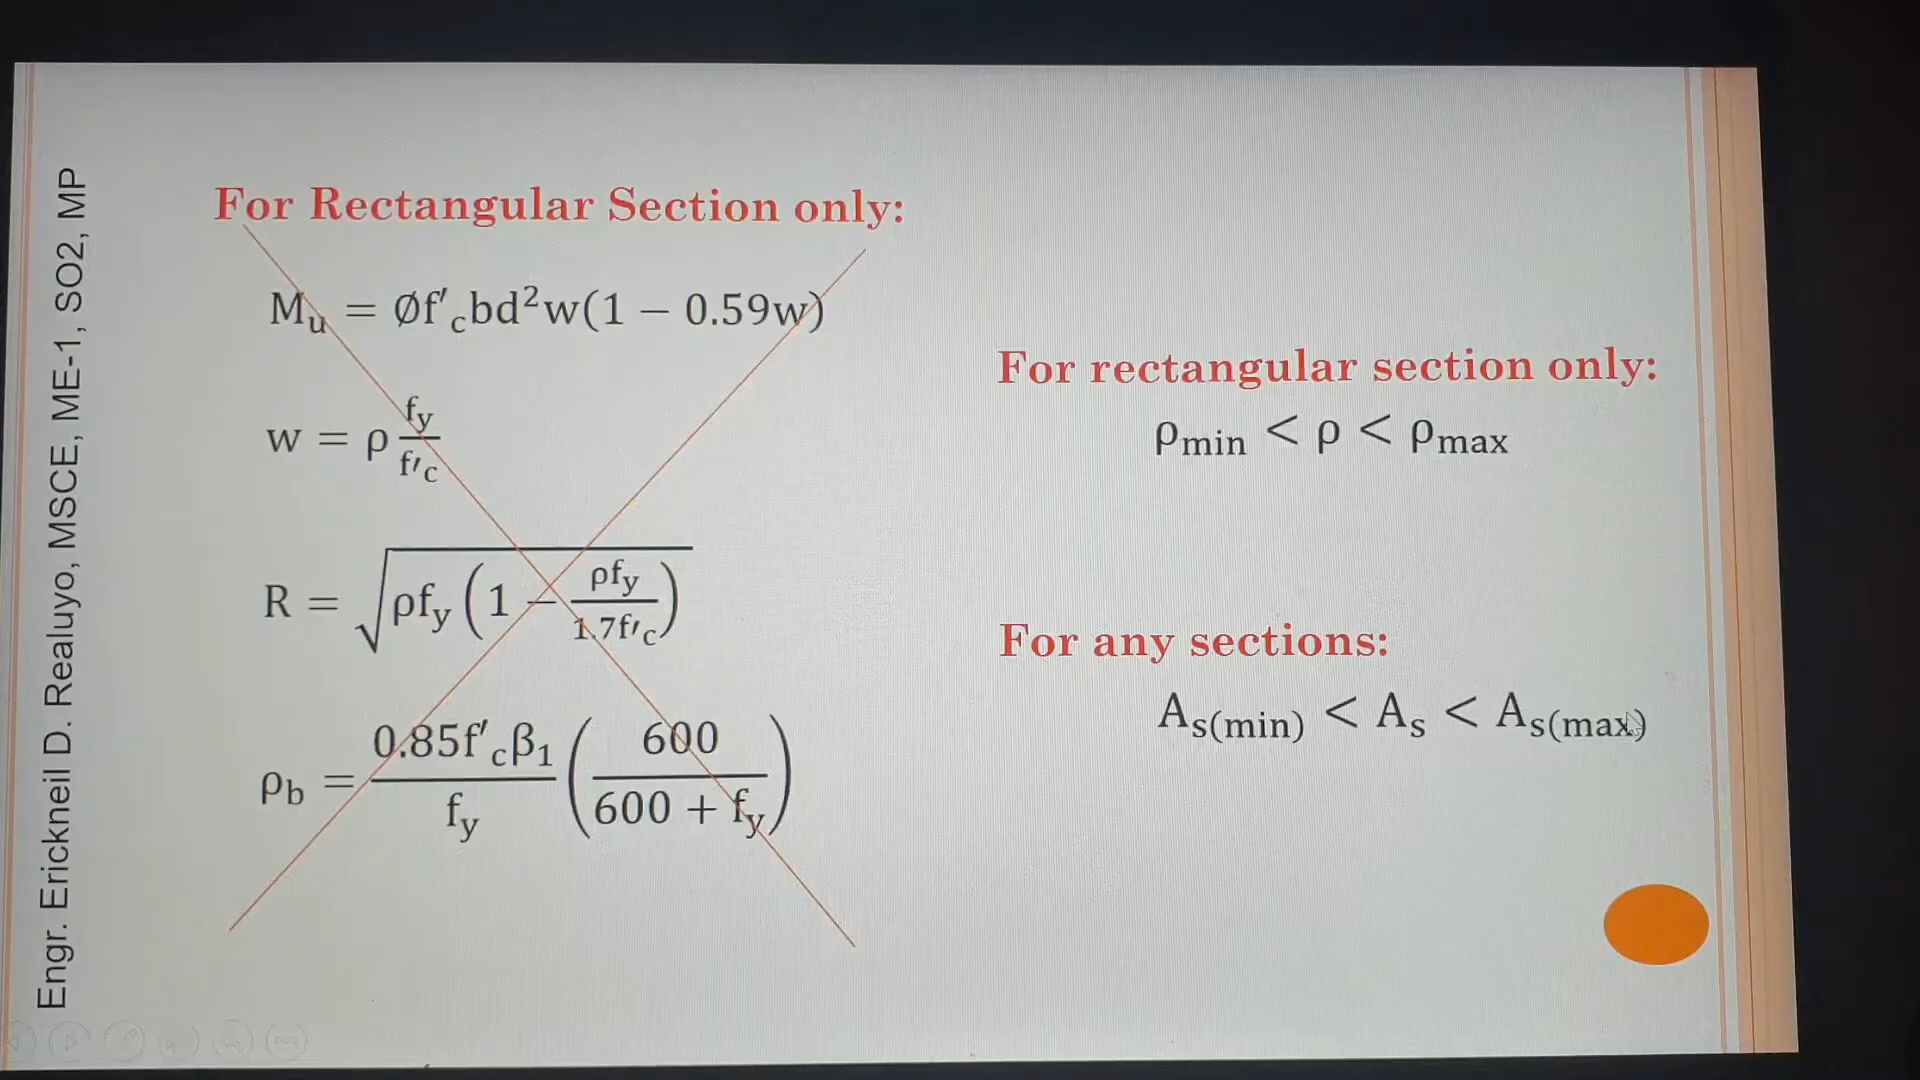 Engr. Erickneil D. Realuyo, MSCE, ME-1, SO2, MP
For Rectangular Section only:
Mᵤ = Øf'꜀bd²w(1 − 0.59w)
w = ρ fy/f'c
R = √(ρfy(1 − ρfy/1.7f'c))
ρb = 0.85f'cβ₁/fy (600/(600 + fy))
For rectangular section only:
ρmin < ρ < ρmax
For any sections:
As(min) < As < As(max)